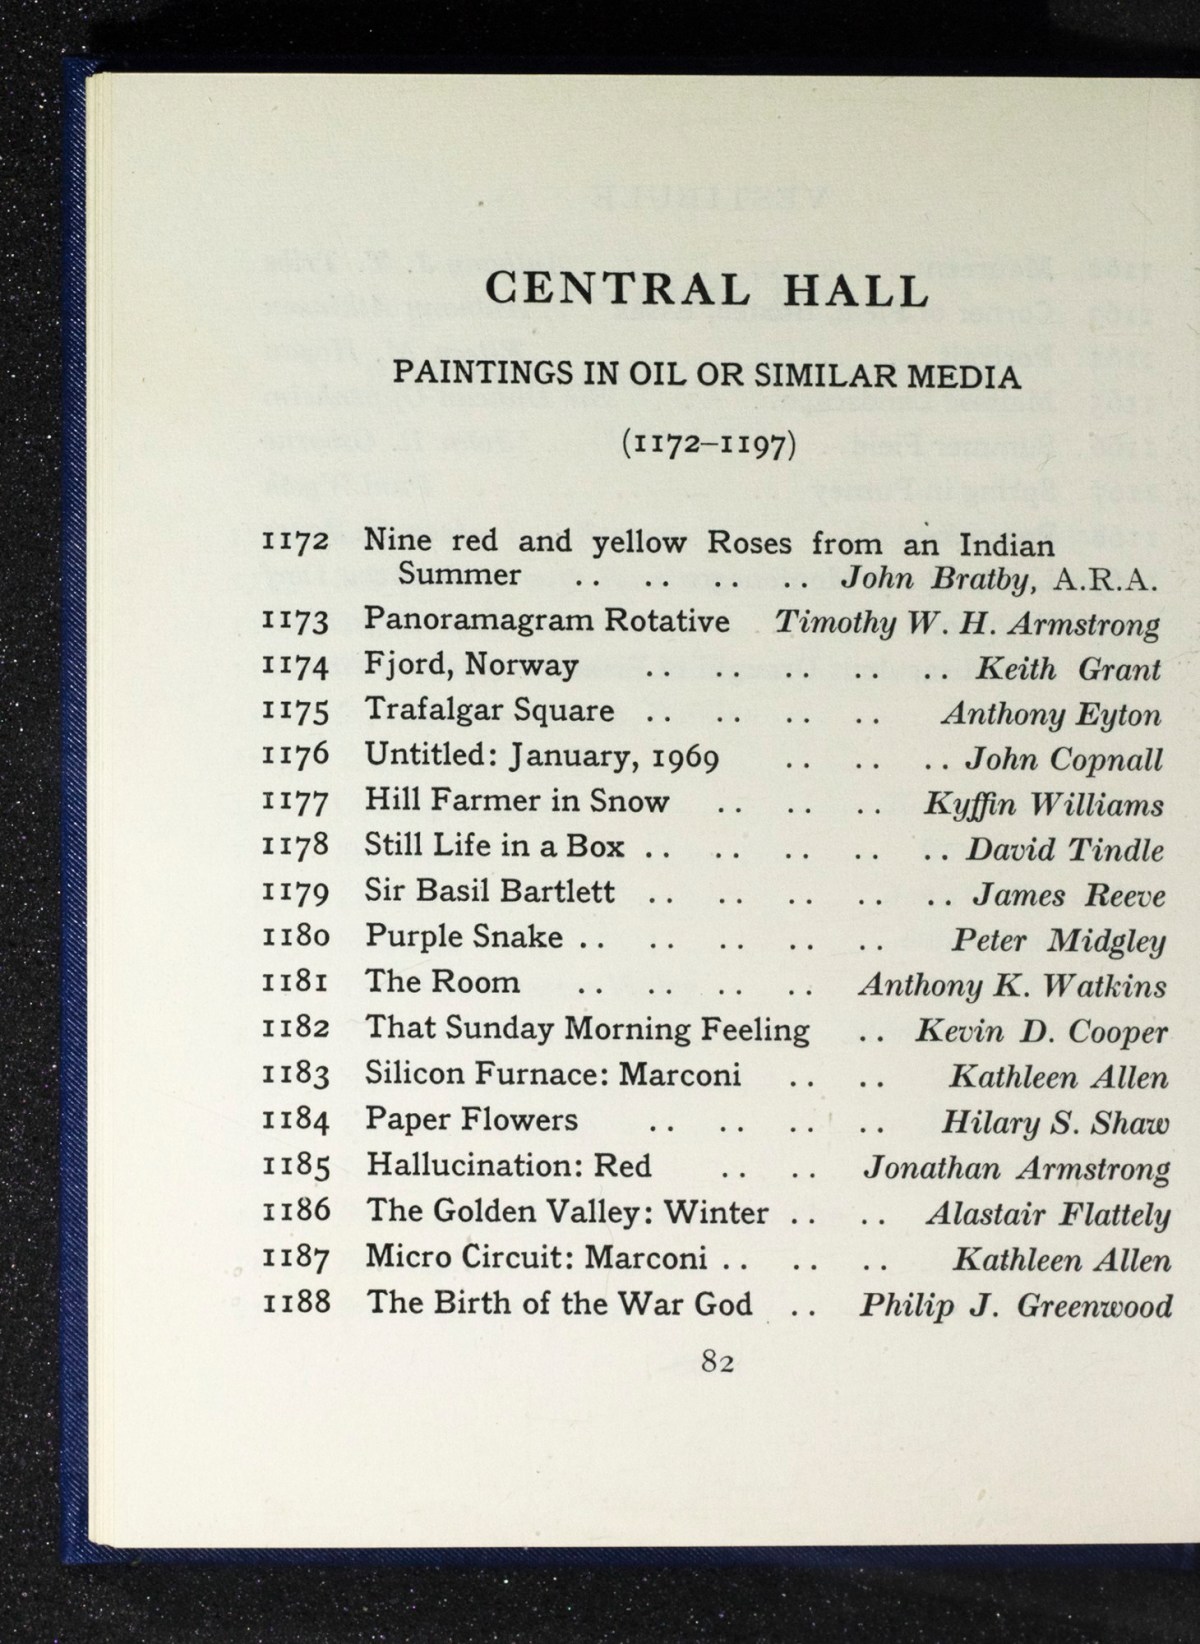 CENTRAL HALL
PAINTINGS IN OIL OR SIMILAR MEDIA
(1172–1197)
1172 Nine red and yellow Roses from an Indian
Summer .. .. .. .. John Bratby, A.R.A.
1173 Panoramagram Rotative Timothy W. H. Armstrong
1174 Fjord, Norway .. .. .. .. .. Keith Grant
1175 Trafalgar Square .. .. .. .. Anthony Eyton
1176 Untitled: January, 1969 .. .. .. John Copnall
1177 Hill Farmer in Snow .. .. .. Kyffin Williams
1178 Still Life in a Box .. .. .. .. .. David Tindle
1179 Sir Basil Bartlett .. .. .. .. .. James Reeve
1180 Purple Snake .. .. .. .. .. Peter Midgley
1181 The Room .. .. .. .. Anthony K. Watkins
1182 That Sunday Morning Feeling .. Kevin D. Cooper
1183 Silicon Furnace: Marconi .. .. Kathleen Allen
1184 Paper Flowers .. .. .. .. Hilary S. Shaw
1185 Hallucination: Red .. .. Jonathan Armstrong
1186 The Golden Valley: Winter .. .. Alastair Flattely
1187 Micro Circuit: Marconi .. .. .. Kathleen Allen
1188 The Birth of the War God .. Philip J. Greenwood
82